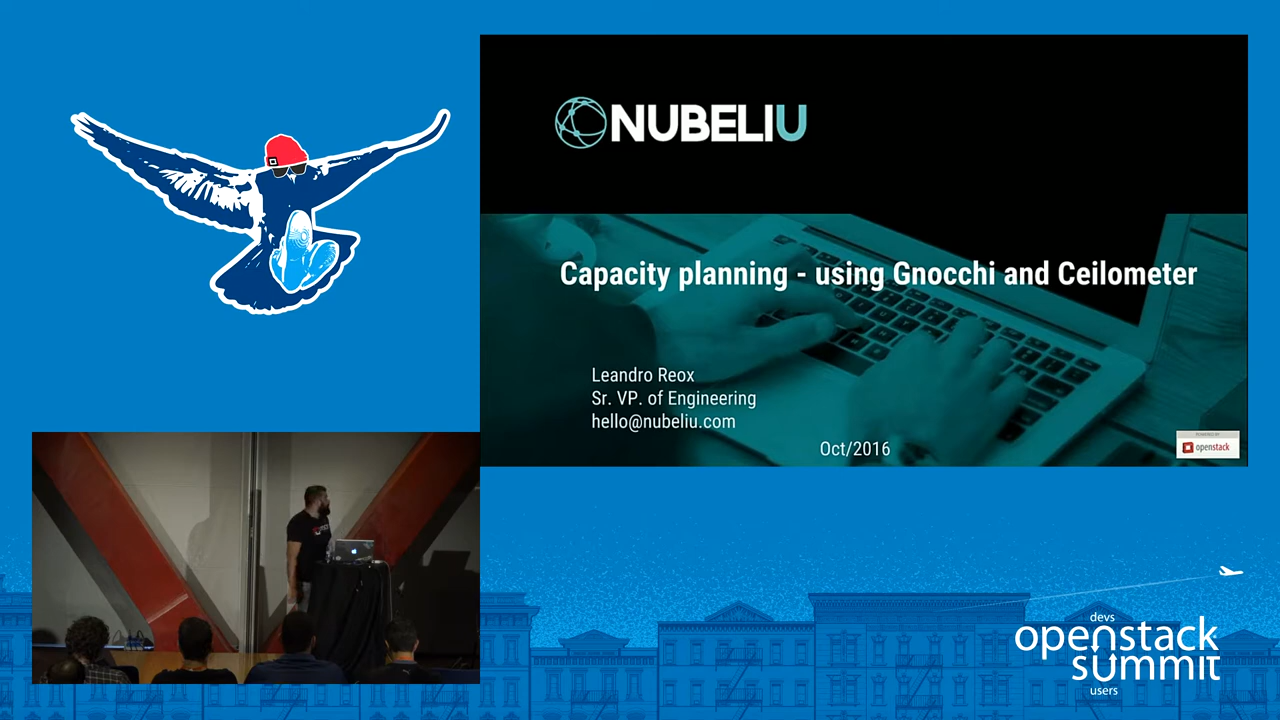 NUBELIU
Capacity planning - using Gnocchi and Ceilometer
Leandro Reox
Sr. VP. of Engineering
hello@nubeliu.com
Oct/2016
openstack
devs
openstack
summit
users